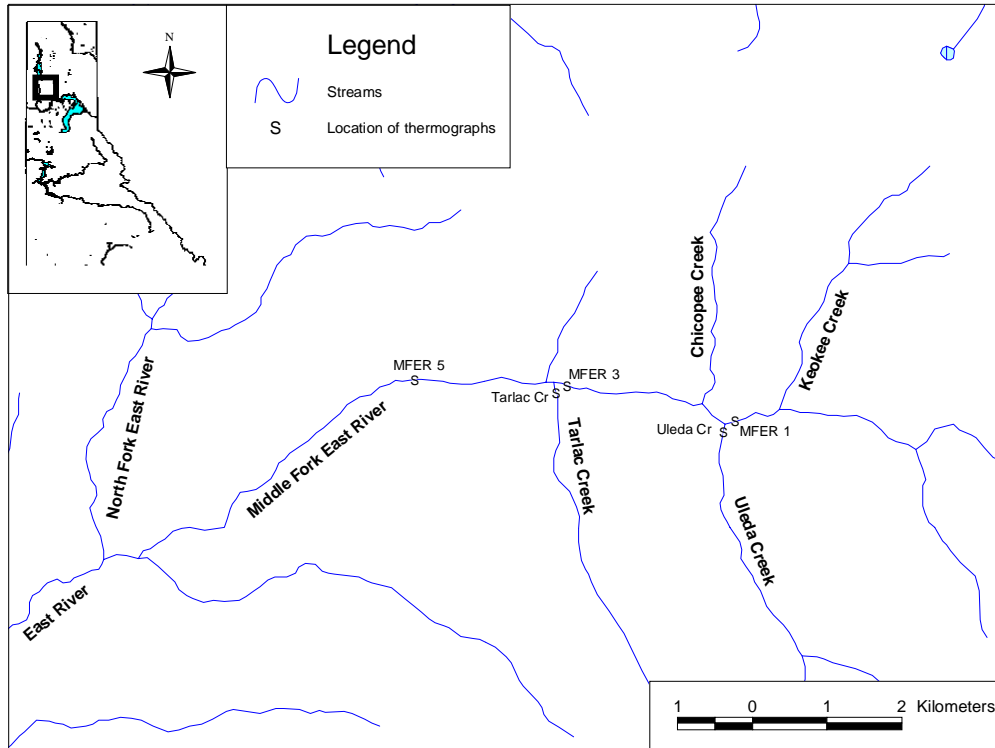 N
Legend
Streams
S Location of thermographs
Chicopee Creek
Keokee Creek
North Fork East River
MFER 5
S
MFER 3
S
Tarlac Cr S
Middle Fork East River
Uleda Cr S
S MFER 1
Tarlac Creek
Uleda Creek
East River
1 0 1 2 Kilometers